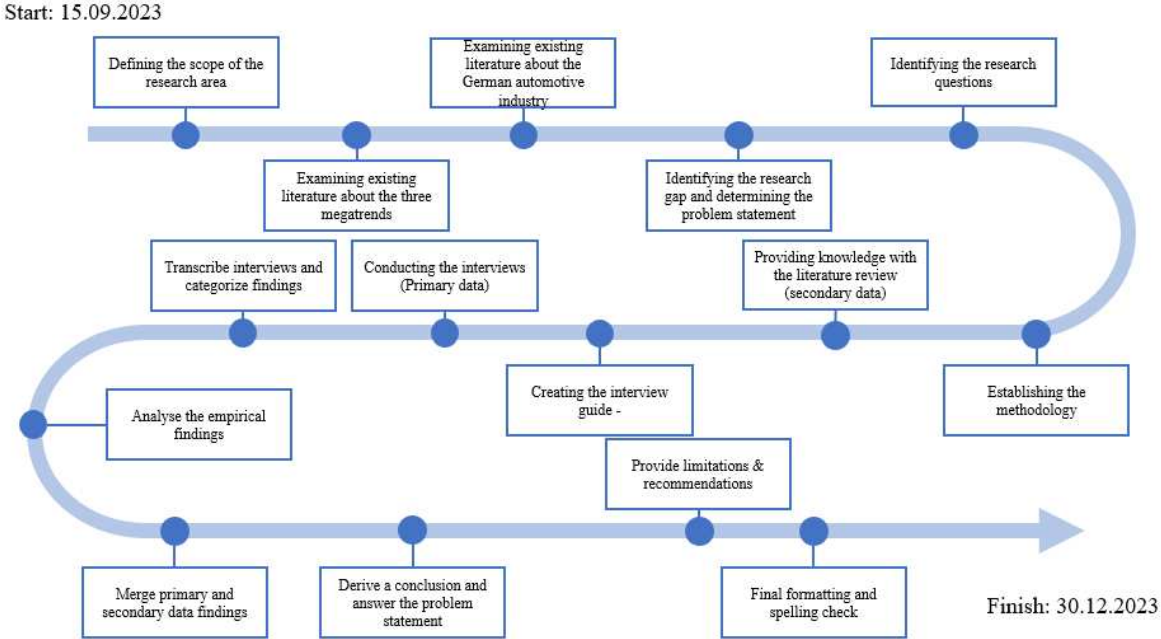 Start: 15.09.2023
Defining the scope of the
research area
Examining existing
literature about the three
megatrends
Examining existing
literature about the
German automotive
industry
Identifying the research
gap and determining the
problem statement
Identifying the research
questions
Establishing the
methodology
Providing knowledge with
the literature review
(secondary data)
Creating the interview
guide -
Conducting the interviews
(Primary data)
Transcribe interviews and
categorize findings
Analyse the empirical
findings
Merge primary and
secondary data findings
Derive a conclusion and
answer the problem
statement
Provide limitations &
recommendations
Final formatting and
spelling check
Finish: 30.12.2023